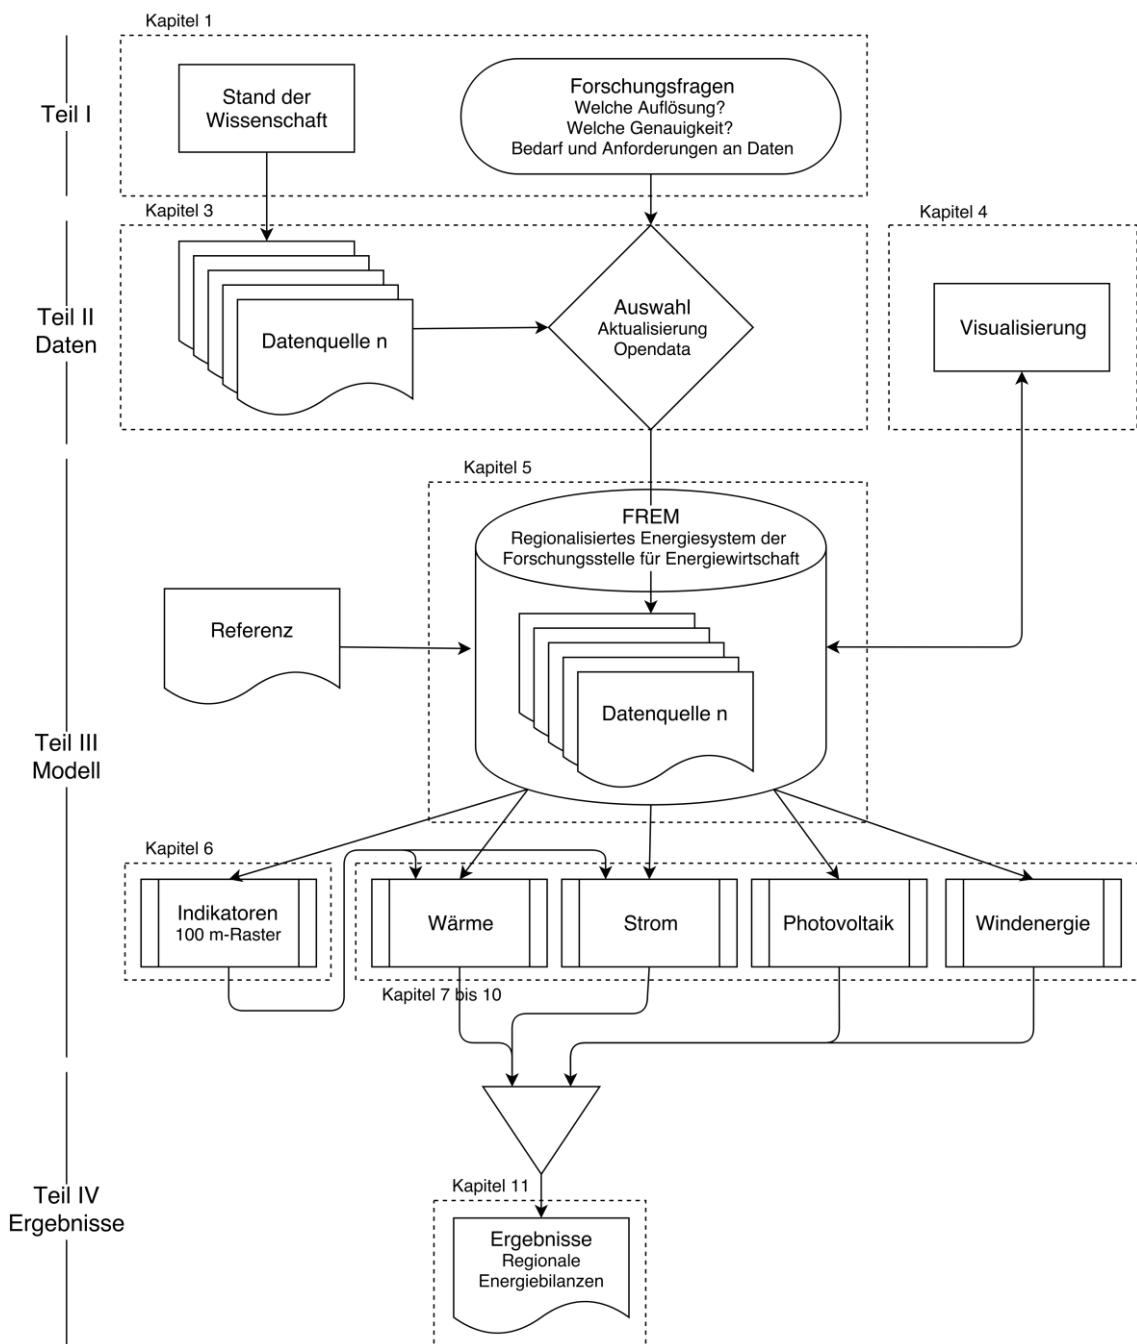 Kapitel 1
Teil I
Stand der
Wissenschaft
Forschungsfragen
Welche Auflösung?
Welche Genauigkeit?
Bedarf und Anforderungen an Daten
Kapitel 3
Kapitel 4
Teil II
Daten
Datenquelle n
Auswahl
Aktualisierung
Opendata
Visualisierung
Kapitel 5
FREM
Regionalisiertes Energiesystem der
Forschungsstelle für Energiewirtschaft
Referenz
Datenquelle n
Teil III
Modell
Kapitel 6
Indikatoren
100 m-Raster
Wärme
Strom
Photovoltaik
Windenergie
Kapitel 7 bis 10
Teil IV
Ergebnisse
Kapitel 11
Ergebnisse
Regionale
Energiebilanzen